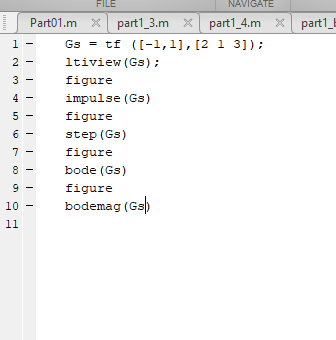 FILE NAVIGATE
Part01.m × part1_3.m × part1_4.m × part1_
1 – Gs = tf ([-1,1],[2 1 3]);
2 – ltiview(Gs);
3 – figure
4 – impulse(Gs)
5 – figure
6 – step(Gs)
7 – figure
8 – bode(Gs)
9 – figure
10 – bodemag(Gs)
11